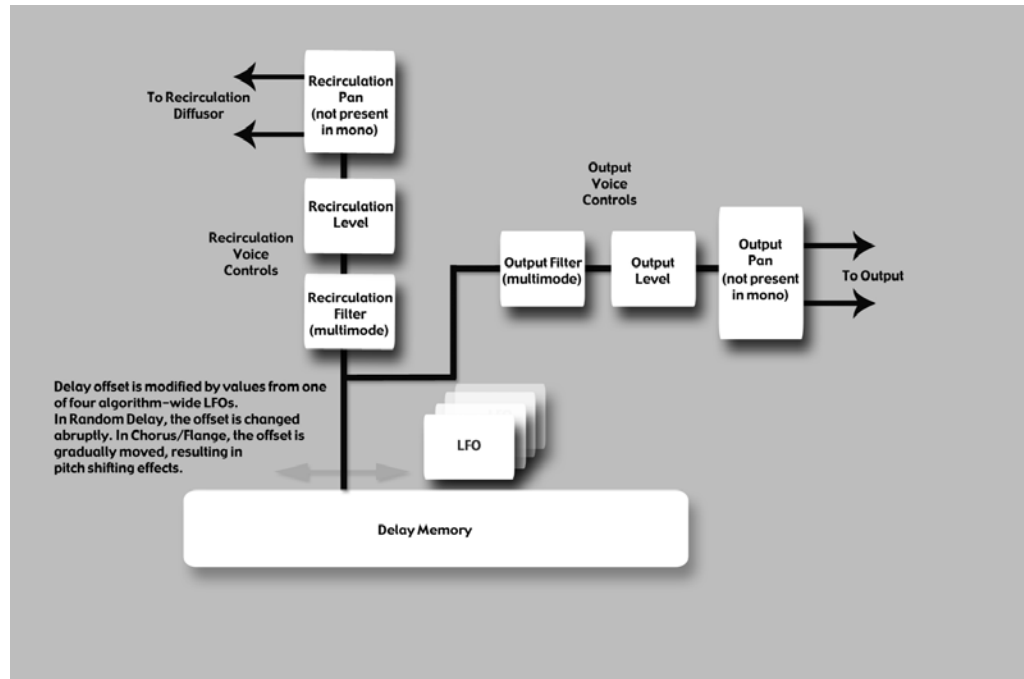 Recirculation
Pan
(not present
in mono)
To Recirculation
Diffusor
Output
Voice
Controls
Recirculation
Level
Recirculation
Voice
Controls
Output Filter
(multimode)
Output
Level
Output
Pan
(not present
in mono)
To Output
Recirculation
Filter
(multimode)
Delay offset is modified by values from one
of four algorithm-wide LFOs.
In Random Delay, the offset is changed
abruptly. In Chorus/Flange, the offset is
gradually moved, resulting in
pitch shifting effects.
LFO
Delay Memory